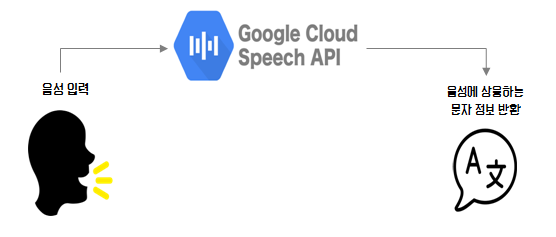 Google Cloud
Speech API
음성 입력
음성에 상응하는
문자 정보 반환
A 文